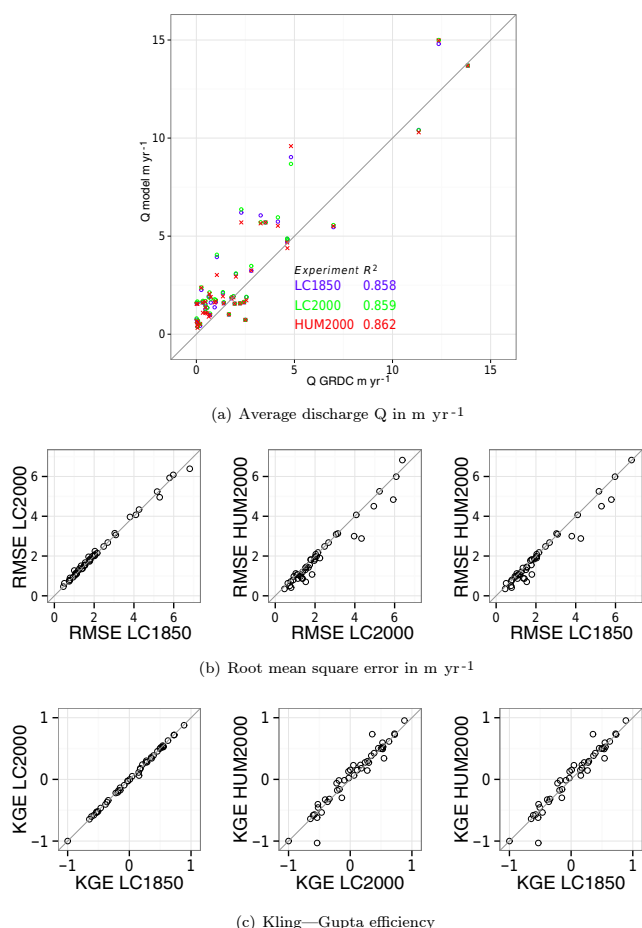 15
10
5
0
Q model m yr⁻¹
Experiment R²
LC1850 0.858
LC2000 0.859
HUM2000 0.862
0 5 10 15
Q GRDC m yr⁻¹
(a) Average discharge Q in m yr⁻¹
6
4
2
0
RMSE LC2000
0 2 4 6
RMSE LC1850
6
4
2
0
RMSE HUM2000
0 2 4 6
RMSE LC2000
6
4
2
0
RMSE HUM2000
0 2 4 6
RMSE LC1850
(b) Root mean square error in m yr⁻¹
1
0
−1
KGE LC2000
−1 0 1
KGE LC1850
1
0
−1
KGE HUM2000
−1 0 1
KGE LC2000
1
0
−1
KGE HUM2000
−1 0 1
KGE LC1850
(c) Kling—Gupta efficiency